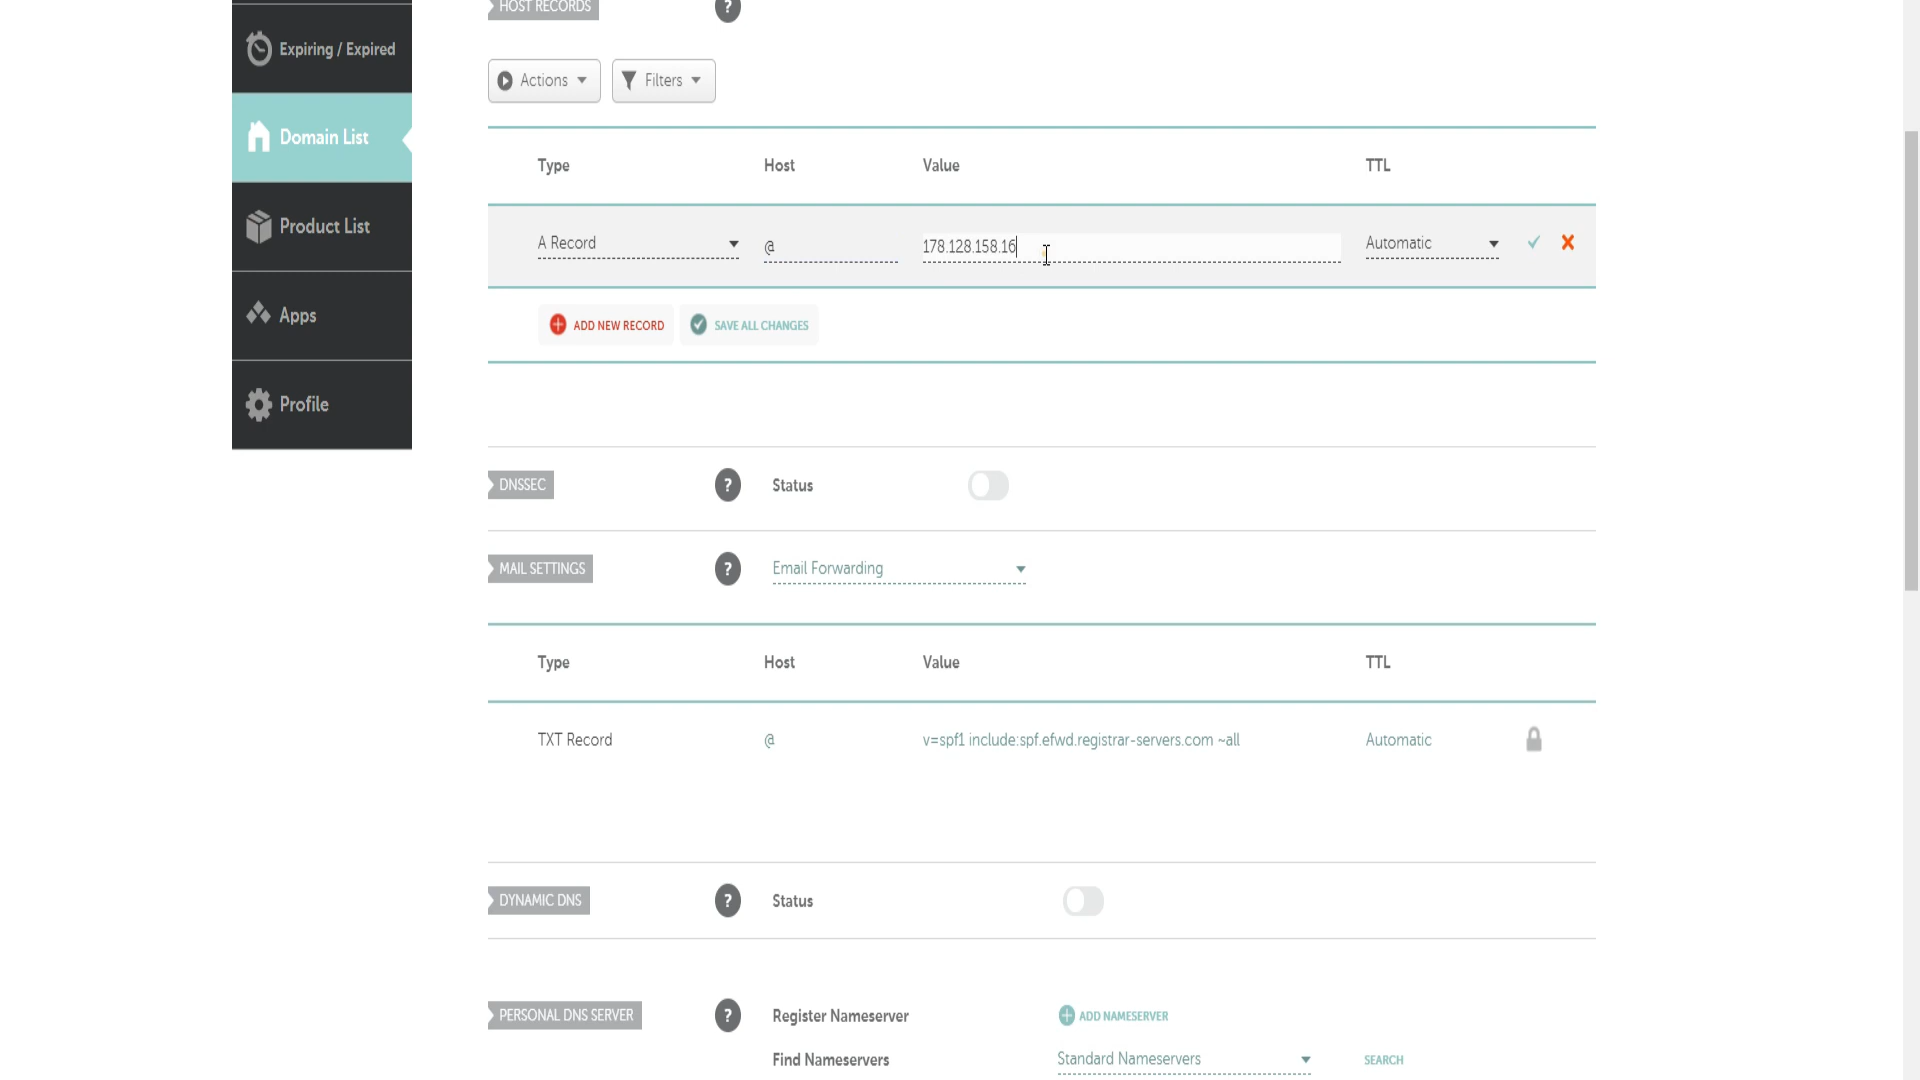 HOST RECORDS ?
Expiring / Expired
Actions Filters
Domain List
Type Host Value TTL
Product List
A Record @ 178.128.158.16 Automatic
Apps
ADD NEW RECORD SAVE ALL CHANGES
Profile
DNSSEC ? Status
MAIL SETTINGS ? Email Forwarding
Type Host Value TTL
TXT Record @ v=spf1 include:spf.efwd.registrar-servers.com ~all Automatic
DYNAMIC DNS ? Status
PERSONAL DNS SERVER ? Register Nameserver ADD NAMESERVER
Find Nameservers Standard Nameservers SEARCH